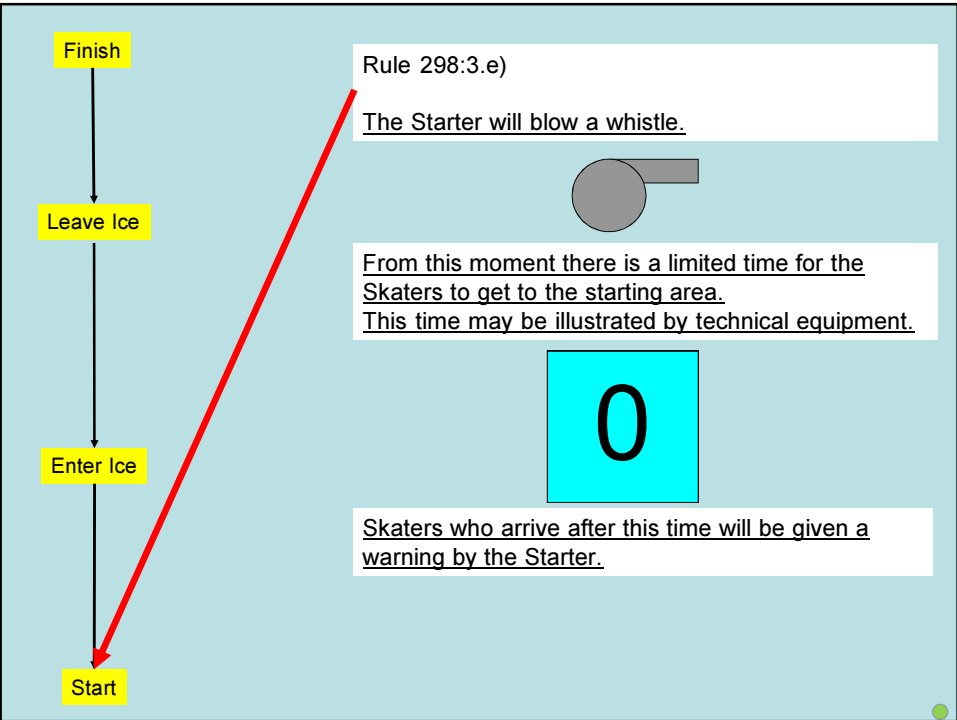 Finish
Leave Ice
Enter Ice
Start
Rule 298:3.e)
The Starter will blow a whistle.
From this moment there is a limited time for the
Skaters to get to the starting area.
This time may be illustrated by technical equipment.
0
Skaters who arrive after this time will be given a
warning by the Starter.